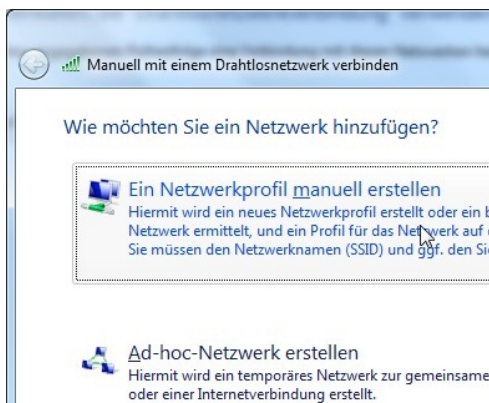 Manuell mit einem Drahtlosnetzwerk verbinden
Wie möchten Sie ein Netzwerk hinzufügen?
Ein Netzwerkprofil manuell erstellen
Hiermit wird ein neues Netzwerkprofil erstellt oder ein b
Netzwerk ermittelt, und ein Profil für das Netzwerk auf
Sie müssen den Netzwerknamen (SSID) und ggf. den Si
Ad-hoc-Netzwerk erstellen
Hiermit wird ein temporäres Netzwerk zur gemeinsame
oder einer Internetverbindung erstellt.